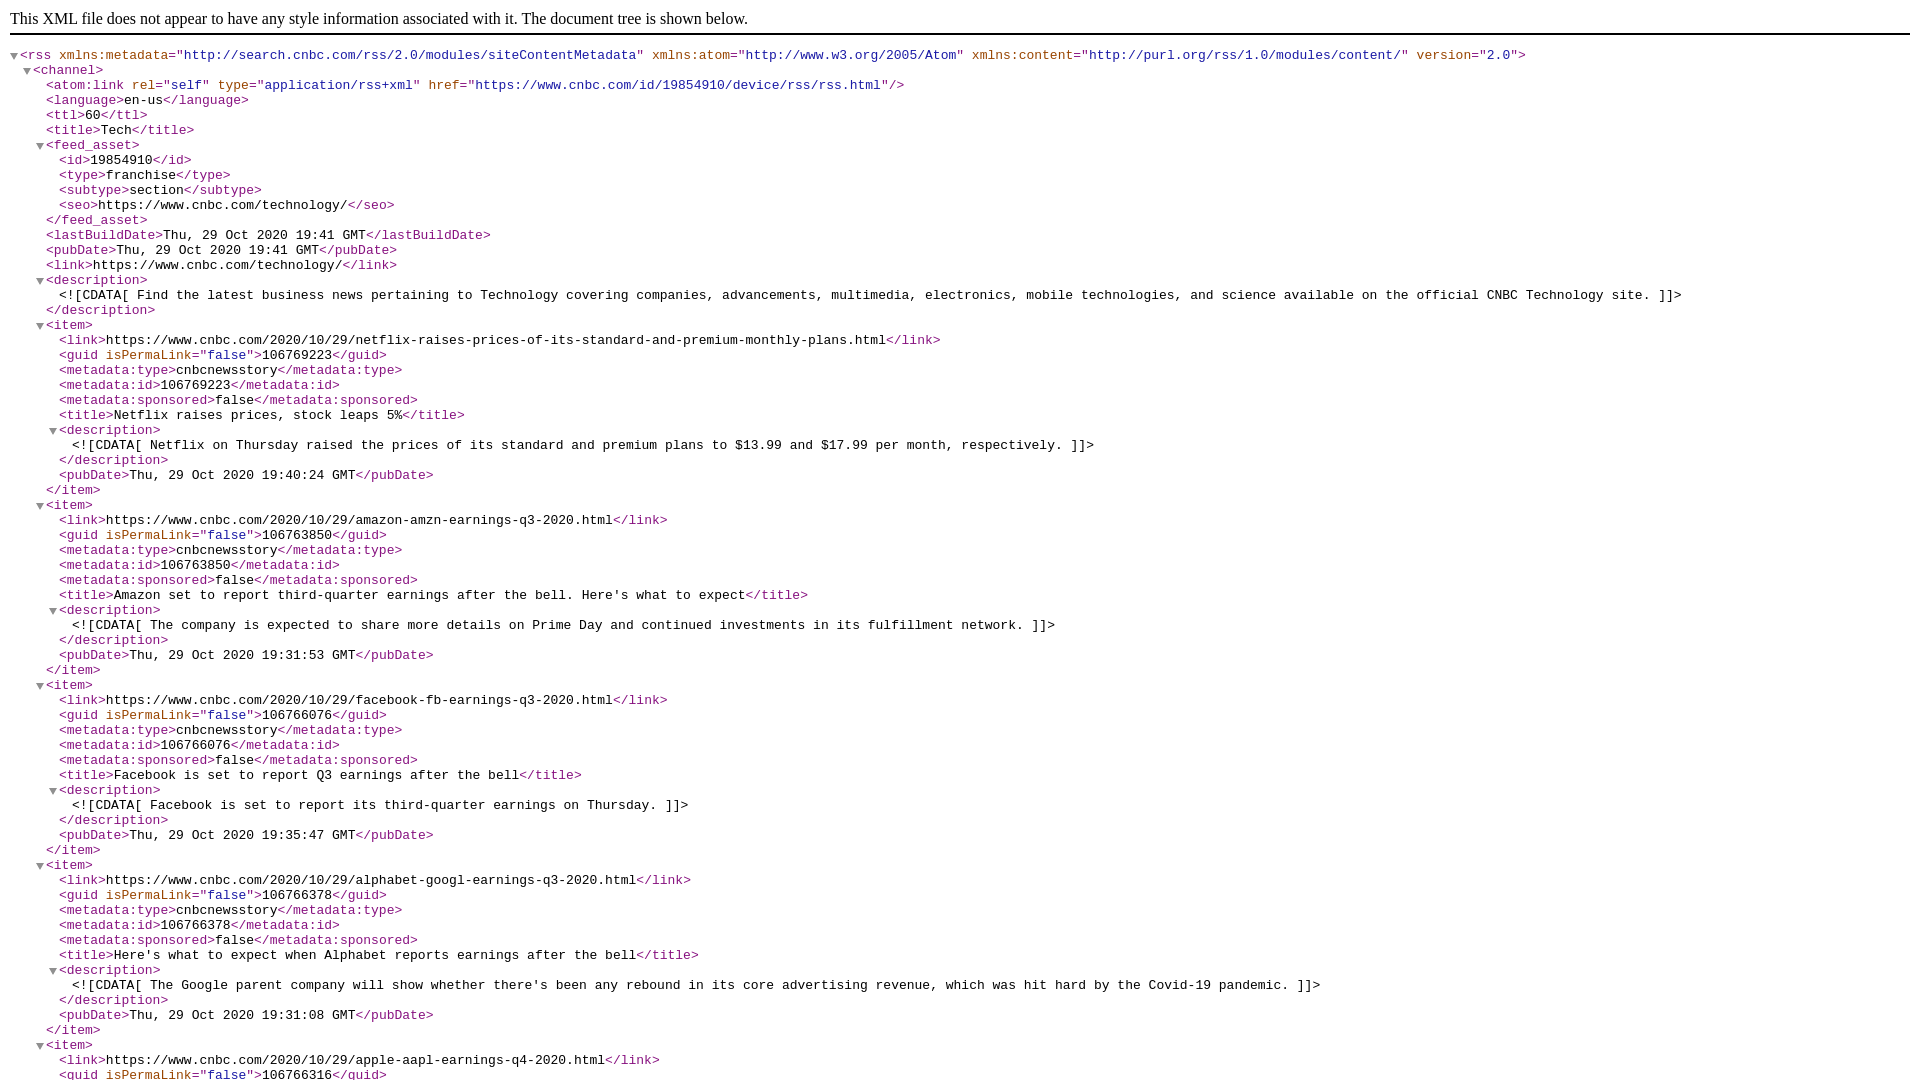 This XML file does not appear to have any style information associated with it. The document tree is shown below.
<rss xmlns:metadata="http://search.cnbc.com/rss/2.0/modules/siteContentMetadata" xmlns:atom="http://www.w3.org/2005/Atom" xmlns:content="http://purl.org/rss/1.0/modules/content/" version="2.0">
<channel>
<atom:link rel="self" type="application/rss+xml" href="https://www.cnbc.com/id/19854910/device/rss/rss.html"/>
<language>en-us</language>
<ttl>60</ttl>
<title>Tech</title>
<feed_asset>
<id>19854910</id>
<type>franchise</type>
<subtype>section</subtype>
<seo>https://www.cnbc.com/technology/</seo>
</feed_asset>
<lastBuildDate>Thu, 29 Oct 2020 19:41 GMT</lastBuildDate>
<pubDate>Thu, 29 Oct 2020 19:41 GMT</pubDate>
<link>https://www.cnbc.com/technology/</link>
<description>
<![CDATA[ Find the latest business news pertaining to Technology covering companies, advancements, multimedia, electronics, mobile technologies, and science available on the official CNBC Technology site. ]]>
</description>
<item>
<link>https://www.cnbc.com/2020/10/29/netflix-raises-prices-of-its-standard-and-premium-monthly-plans.html</link>
<guid isPermaLink="false">106769223</guid>
<metadata:type>cnbcnewsstory</metadata:type>
<metadata:id>106769223</metadata:id>
<metadata:sponsored>false</metadata:sponsored>
<title>Netflix raises prices, stock leaps 5%</title>
<description>
<![CDATA[ Netflix on Thursday raised the prices of its standard and premium plans to $13.99 and $17.99 per month, respectively. ]]>
</description>
<pubDate>Thu, 29 Oct 2020 19:40:24 GMT</pubDate>
</item>
<item>
<link>https://www.cnbc.com/2020/10/29/amazon-amzn-earnings-q3-2020.html</link>
<guid isPermaLink="false">106763850</guid>
<metadata:type>cnbcnewsstory</metadata:type>
<metadata:id>106763850</metadata:id>
<metadata:sponsored>false</metadata:sponsored>
<title>Amazon set to report third-quarter earnings after the bell. Here's what to expect</title>
<description>
<![CDATA[ The company is expected to share more details on Prime Day and continued investments in its fulfillment network. ]]>
</description>
<pubDate>Thu, 29 Oct 2020 19:31:53 GMT</pubDate>
</item>
<item>
<link>https://www.cnbc.com/2020/10/29/facebook-fb-earnings-q3-2020.html</link>
<guid isPermaLink="false">106766076</guid>
<metadata:type>cnbcnewsstory</metadata:type>
<metadata:id>106766076</metadata:id>
<metadata:sponsored>false</metadata:sponsored>
<title>Facebook is set to report Q3 earnings after the bell</title>
<description>
<![CDATA[ Facebook is set to report its third-quarter earnings on Thursday. ]]>
</description>
<pubDate>Thu, 29 Oct 2020 19:35:47 GMT</pubDate>
</item>
<item>
<link>https://www.cnbc.com/2020/10/29/alphabet-googl-earnings-q3-2020.html</link>
<guid isPermaLink="false">106766378</guid>
<metadata:type>cnbcnewsstory</metadata:type>
<metadata:id>106766378</metadata:id>
<metadata:sponsored>false</metadata:sponsored>
<title>Here's what to expect when Alphabet reports earnings after the bell</title>
<description>
<![CDATA[ The Google parent company will show whether there's been any rebound in its core advertising revenue, which was hit hard by the Covid-19 pandemic. ]]>
</description>
<pubDate>Thu, 29 Oct 2020 19:31:08 GMT</pubDate>
</item>
<item>
<link>https://www.cnbc.com/2020/10/29/apple-aapl-earnings-q4-2020.html</link>
<guid isPermaLink="false">106766316</guid>